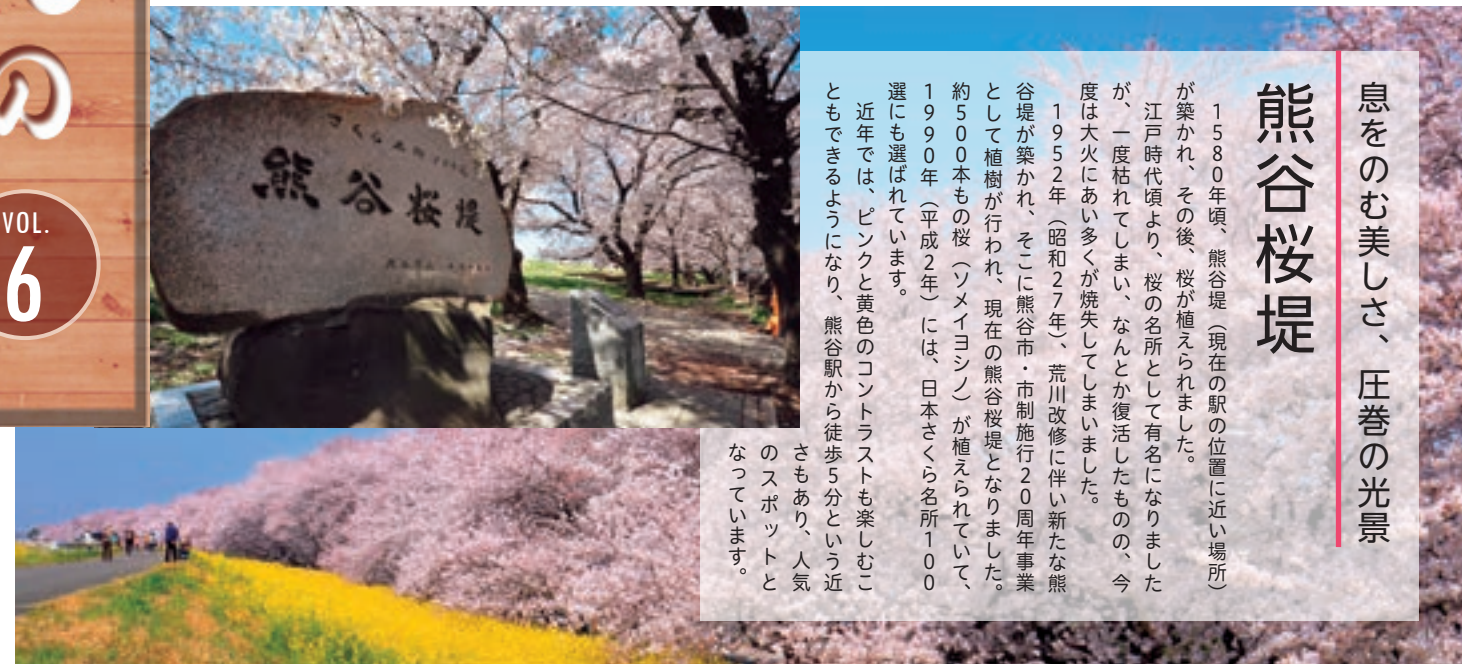 息をのむ美しさ、圧巻の光景
熊谷桜堤
1580年頃、熊谷堤（現在の駅の位置に近い場所）
が築かれ、その後、桜が植えられました。
江戸時代頃より、桜の名所として有名になりました
が、一度枯れてしまい、なんとか復活したものの、今
度は大火にあい多くが焼失してしまいました。
1952年（昭和27年）、荒川改修に伴い新たな熊
谷堤が築かれ、そこに熊谷市・市制施行20周年事業
として植樹が行われ、現在の熊谷桜堤となりました。
約500本もの桜（ソメイヨシノ）が植えられていて、
1990年（平成2年）には、日本さくら名所100
選にも選ばれています。
近年では、ピンクと黄色のコントラストも楽しむこ
ともできるようになり、熊谷駅から徒歩5分という近
さもあり、人気
のスポットと
なっています。
熊谷桜堤
の
VOL.
6